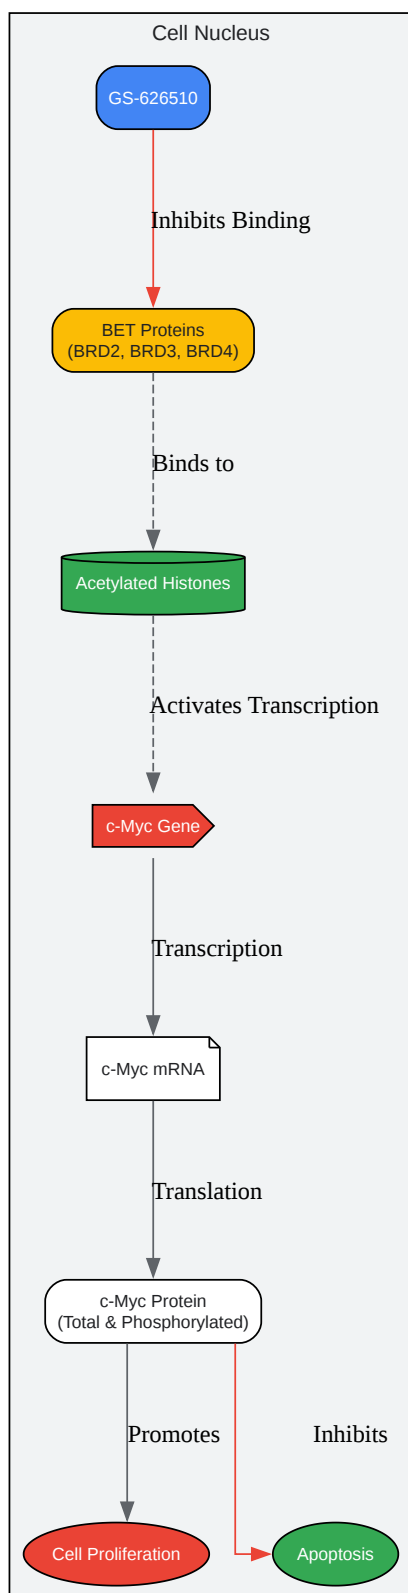 Cell Nucleus
GS-626510
Inhibits Binding
BET Proteins
(BRD2, BRD3, BRD4)
Binds to
Acetylated Histones
Activates Transcription
c-Myc Gene
Transcription
c-Myc mRNA
Translation
c-Myc Protein
(Total & Phosphorylated)
Promotes
Inhibits
Cell Proliferation
Apoptosis